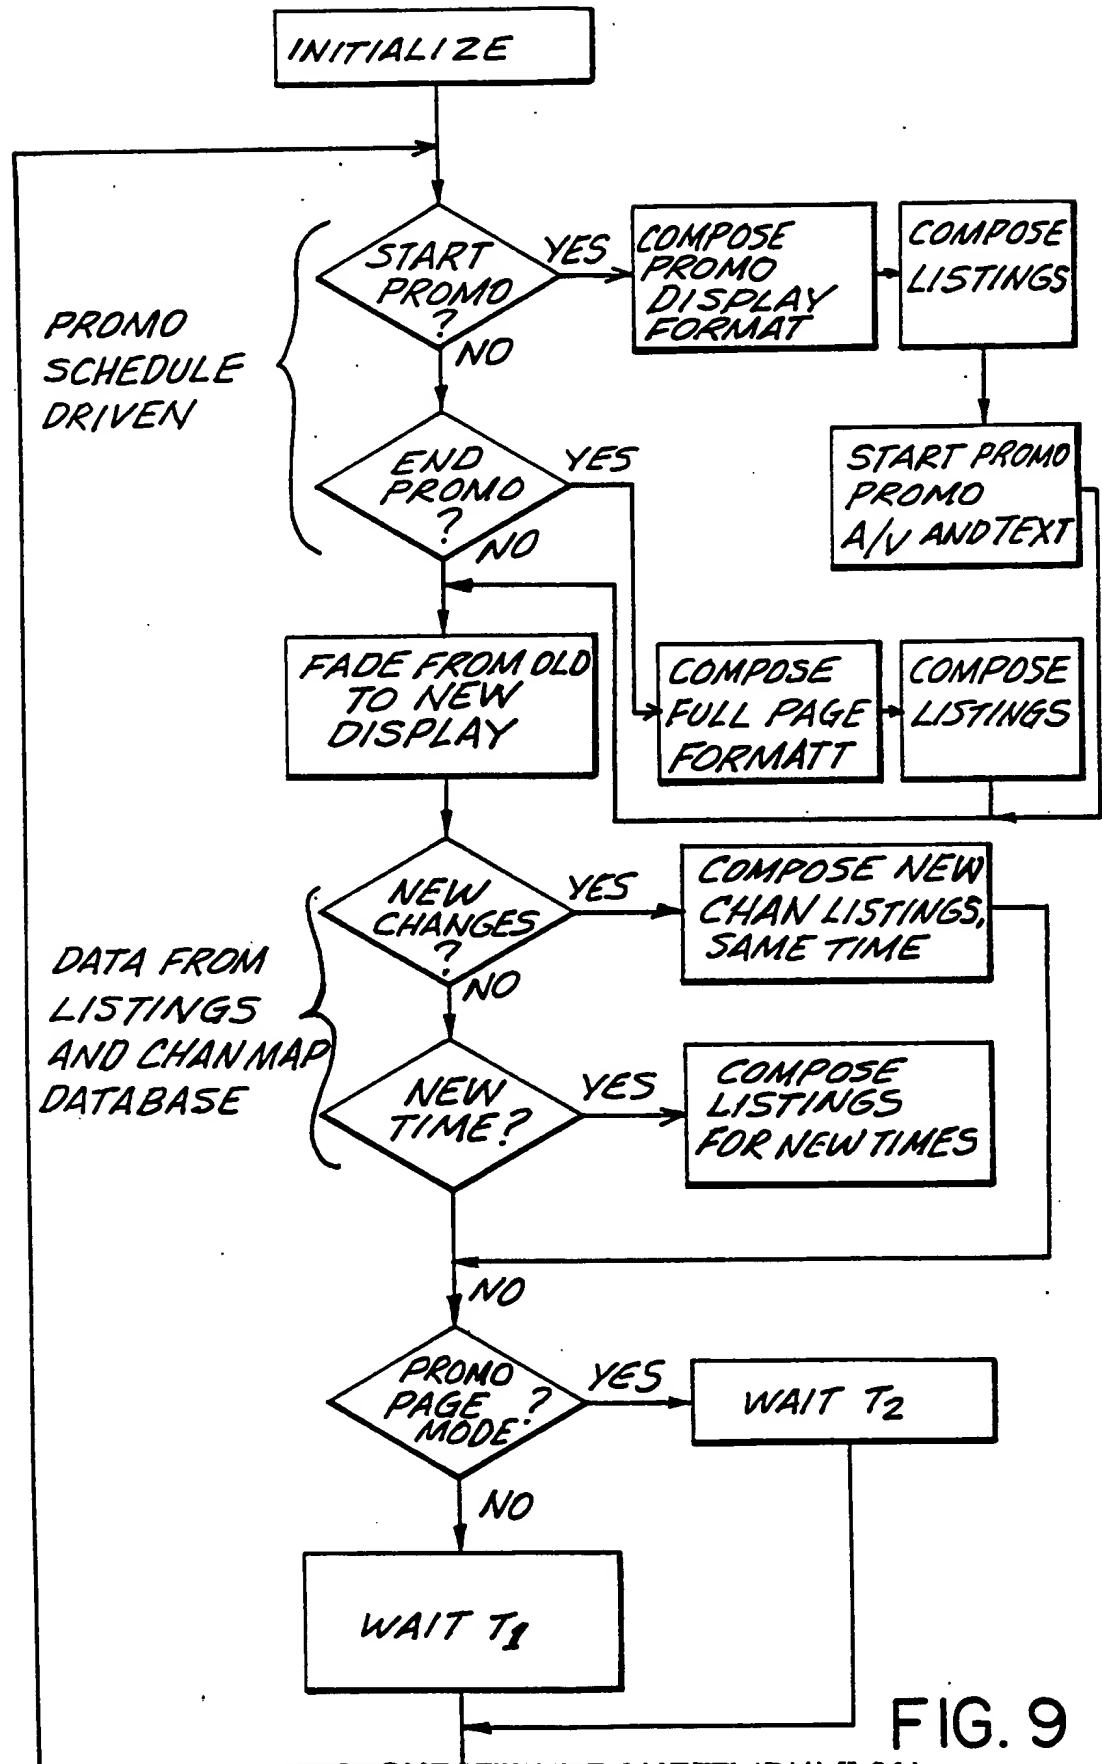 INITIALIZE
START
PROMO
?
YES
NO
COMPOSE
PROMO
DISPLAY
FORMAT
COMPOSE
LISTINGS
PROMO
SCHEDULE
DRIVEN
END
PROMO
?
YES
NO
START PROMO
PROMO
A/V AND TEXT
FADE FROM OLD
TO NEW
DISPLAY
COMPOSE
FULL PAGE
FORMATT
COMPOSE
LISTINGS
NEW
CHANGES
?
YES
NO
COMPOSE NEW
CHAN LISTINGS,
SAME TIME
DATA FROM
LISTINGS
AND CHAN MAP
DATABASE
NEW
TIME?
YES
COMPOSE
LISTINGS
FOR NEW TIMES
NO
PROMO
PAGE ?
MODE
YES
WAIT T2
NO
WAIT T1
FIG. 9